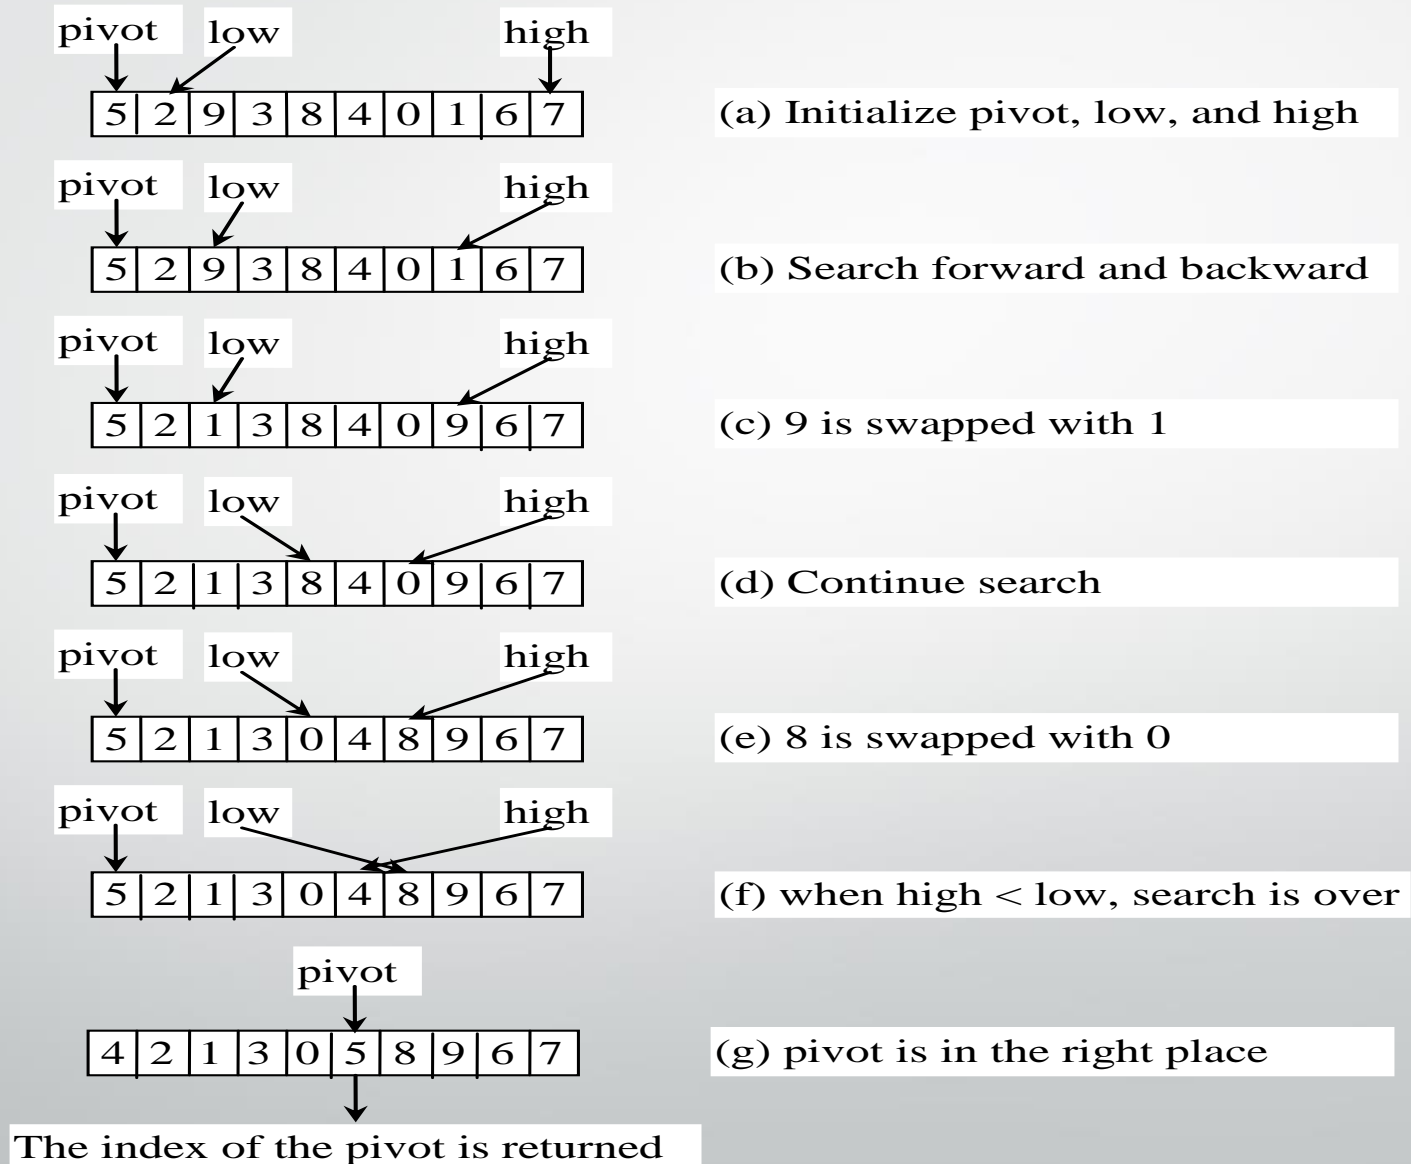 pivot low high
5 2 9 3 8 4 0 1 6 7
(a) Initialize pivot, low, and high
pivot low high
5 2 9 3 8 4 0 1 6 7
(b) Search forward and backward
pivot low high
5 2 1 3 8 4 0 9 6 7
(c) 9 is swapped with 1
pivot low high
5 2 1 3 8 4 0 9 6 7
(d) Continue search
pivot low high
5 2 1 3 0 4 8 9 6 7
(e) 8 is swapped with 0
pivot low high
5 2 1 3 0 4 8 9 6 7
(f) when high < low, search is over
pivot
4 2 1 3 0 5 8 9 6 7
(g) pivot is in the right place
The index of the pivot is returned